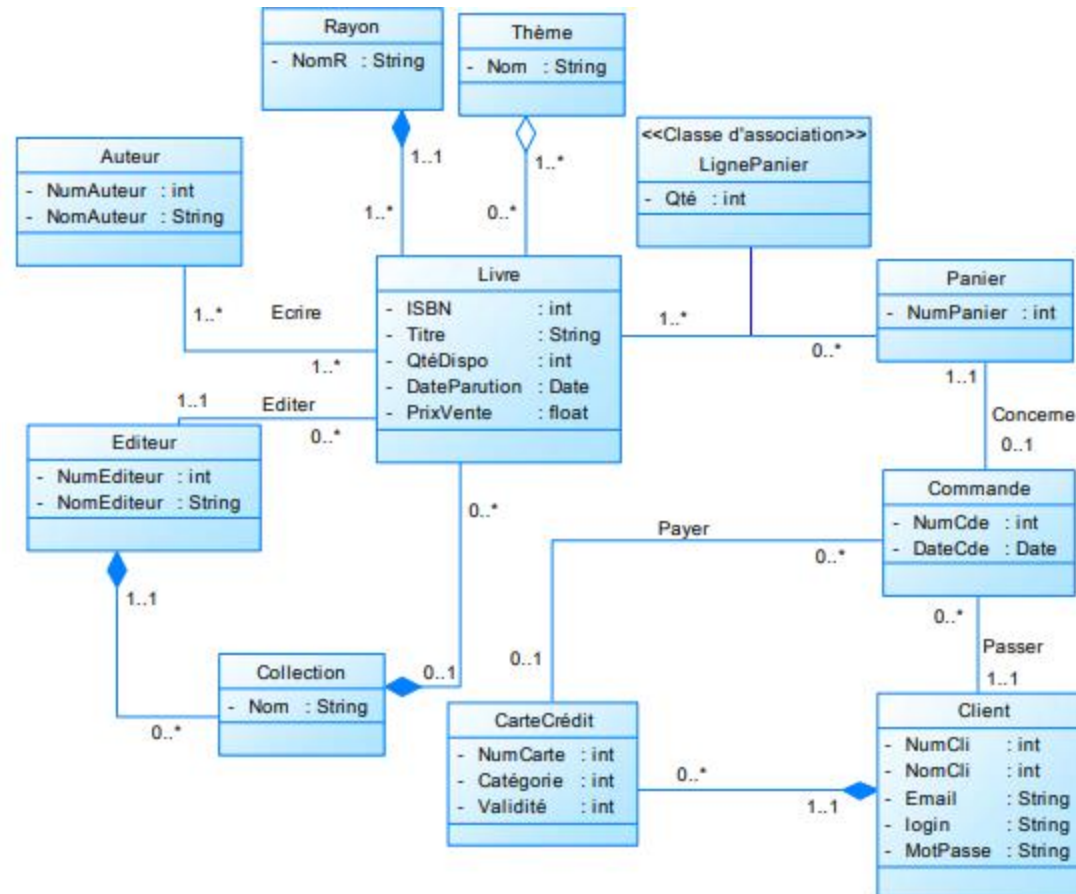 Rayon
- NomR : String
Thème
- Nom : String
<<Classe d'association>>
LignePanier
- Qté : int
Auteur
- NumAuteur : int
- NomAuteur : String
1..1
1..*
1..*
0..*
Livre
- ISBN : int
- Titre : String
- QtéDispo : int
- DateParution : Date
- PrixVente : float
Panier
- NumPanier : int
1..*
Ecrire
1..*
1..*
0..*
1..1
Editer
0..*
1..1
Concerne
0..1
Editeur
- NumEditeur : int
- NomEditeur : String
Commande
- NumCde : int
- DateCde : Date
0..*
Payer
0..*
1..1
0..*
Passer
1..1
0..1
0..1
Collection
- Nom : String
0..*
CarteCrédit
- NumCarte : int
- Catégorie : int
- Validité : int
0..*
1..1
Client
- NumCli : int
- NomCli : int
- Email : String
- login : String
- MotPasse : String